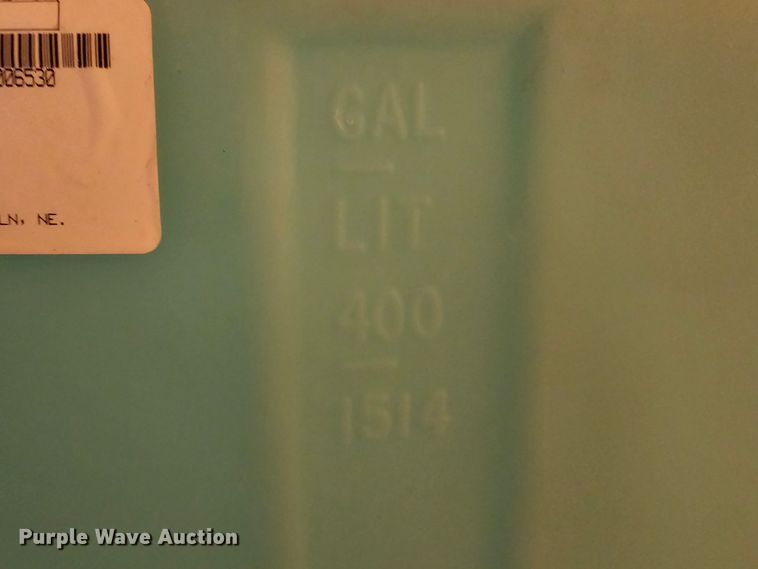 006530
LN, NE.
GAL
LIT
400
1514
Purple Wave Auction